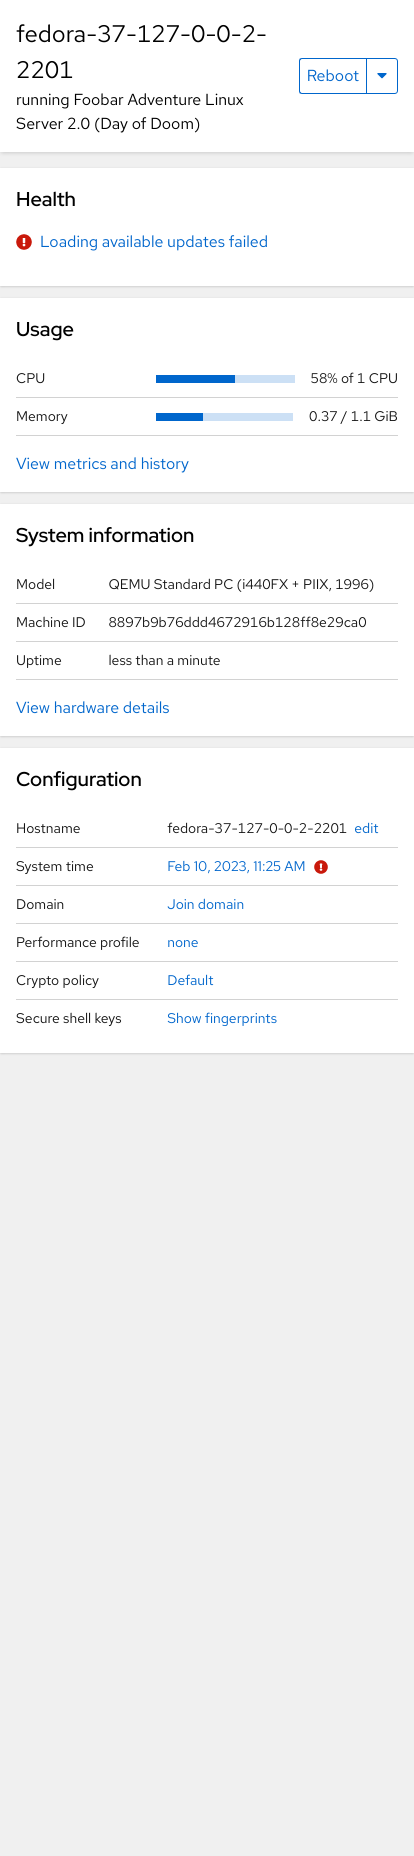 fedora-37-127-0-0-2-
2201
running Foobar Adventure Linux
Server 2.0 (Day of Doom)
Reboot
Health
Loading available updates failed
Usage
CPU 58% of 1 CPU
Memory 0.37 / 1.1 GiB
View metrics and history
System information
Model QEMU Standard PC (i440FX + PIIX, 1996)
Machine ID 8897b9b76ddd4672916b128ff8e29ca0
Uptime less than a minute
View hardware details
Configuration
Hostname fedora-37-127-0-0-2-2201 edit
System time Feb 10, 2023, 11:25 AM
Domain Join domain
Performance profile none
Crypto policy Default
Secure shell keys Show fingerprints